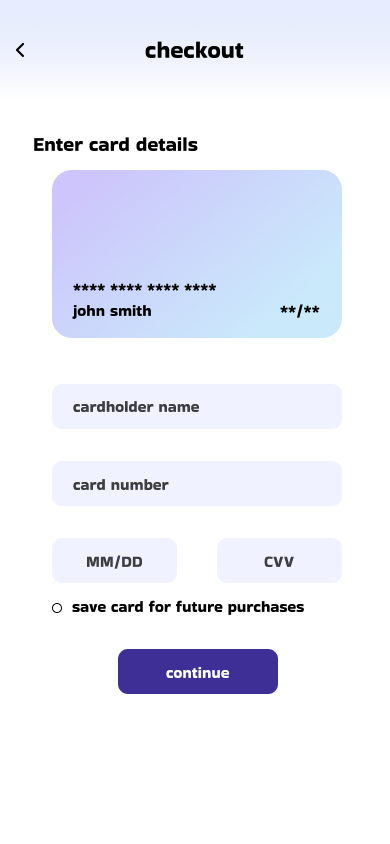 checkout
Enter card details
**** **** **** ****
john smith
**/**
cardholder name
card number
MM/DD
CVV
save card for future purchases
continue